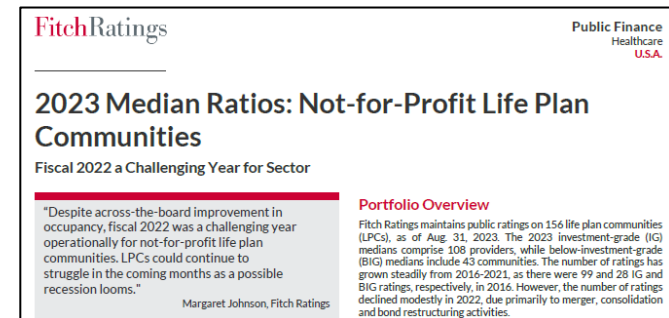 FitchRatings
Public Finance
Healthcare
U.S.A.
2023 Median Ratios: Not-for-Profit Life Plan
Communities
Fiscal 2022 a Challenging Year for Sector
"Despite across-the-board improvement in
occupancy, fiscal 2022 was a challenging year
operationally for not-for-profit life plan
communities. LPCs could continue to
struggle in the coming months as a possible
recession looms."
Margaret Johnson, Fitch Ratings
Portfolio Overview
Fitch Ratings maintains public ratings on 156 life plan communities
(LPCs), as of Aug. 31, 2023. The 2023 investment-grade (IG)
medians comprise 108 providers, while below-investment-grade
(BIG) medians include 43 communities. The number of ratings has
grown steadily from 2016-2021, as there were 99 and 28 IG and
BIG ratings, respectively, in 2016. However, the number of ratings
declined modestly in 2022, due primarily to merger, consolidation
and bond restructuring activities.